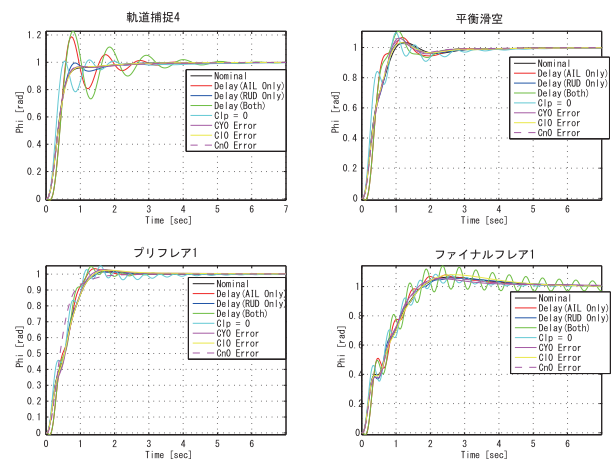 軌道捕捉4
1.2
1
0.8
0.6
0.4
0.2
0
Phi [rad]
0 1 2 3 4 5 6 7
Time [sec]
Nominal
Delay(AIL Only)
Delay(RUD Only)
Delay(Both)
Clp = 0
CY0 Error
Cl0 Error
Cn0 Error
平衡滑空
1
0.8
0.6
0.4
0.2
0
Phi [rad]
0 1 2 3 4 5 6
Time [sec]
Nominal
Delay(AIL Only)
Delay(RUD Only)
Delay(Both)
Clp = 0
CY0 Error
Cl0 Error
Cn0 Error
プリフレア1
1
0.9
0.8
0.7
0.6
0.5
0.4
0.3
0.2
0.1
0
Phi [rad]
0 1 2 3 4 5 6
Time [sec]
Nominal
Delay(AIL Only)
Delay(RUD Only)
Delay(Both)
Clp = 0
CY0 Error
Cl0 Error
Cn0 Error
ファイナルフレア1
1
0.8
0.6
0.4
0.2
0
Phi [rad]
0 1 2 3 4 5 6
Time [sec]
Nominal
Delay(AIL Only)
Delay(RUD Only)
Delay(Both)
Clp = 0
CY0 Error
Cl0 Error
Cn0 Error